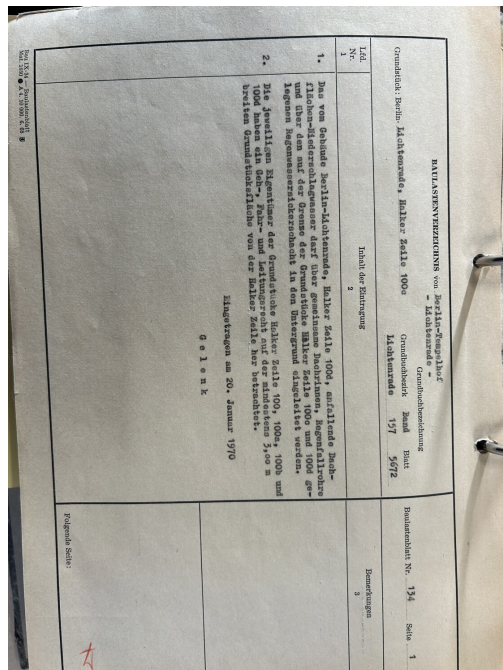 BAULASTENVERZEICHNIS von Berlin-Tempelhof
- Lichtenrade -
Grundstück: Berlin- Lichtenrade, Halker Zeile 100c
Grundbuchbezeichnung
Grundbuchbezirk Band Blatt
Lichtenrade 157 5672
Baulastenblatt Nr. 134 Seite 1
Lfd. Nr.
1
Inhalt der Eintragung
2
Bemerkungen
3
1. Das vom Gebäude Berlin-Lichtenrade, Halker Zeile 100d, anfallende Dach-
flächen-Niederschlagwasser darf über gemeinsame Dachrinnen, Regenfallrohre
und über den auf der Grenze der Grundstücke Halker Zeile 100c und 100d ge-
legenen Regenwassersickerschacht in den Untergrund eingeleitet werden.
2. Die jeweiligen Eigentümer der Grundstücke Halker Zeile 100, 100a, 100b und
100d haben ein Geh-, Fahr- und Leitungsrecht auf der mindestens 3,00 m
breiten Grundstücksfläche von der Halker Zeile her betrachtet.
Eingetragen am 20. Januar 1970
G e l e n k
Folgende Seite: